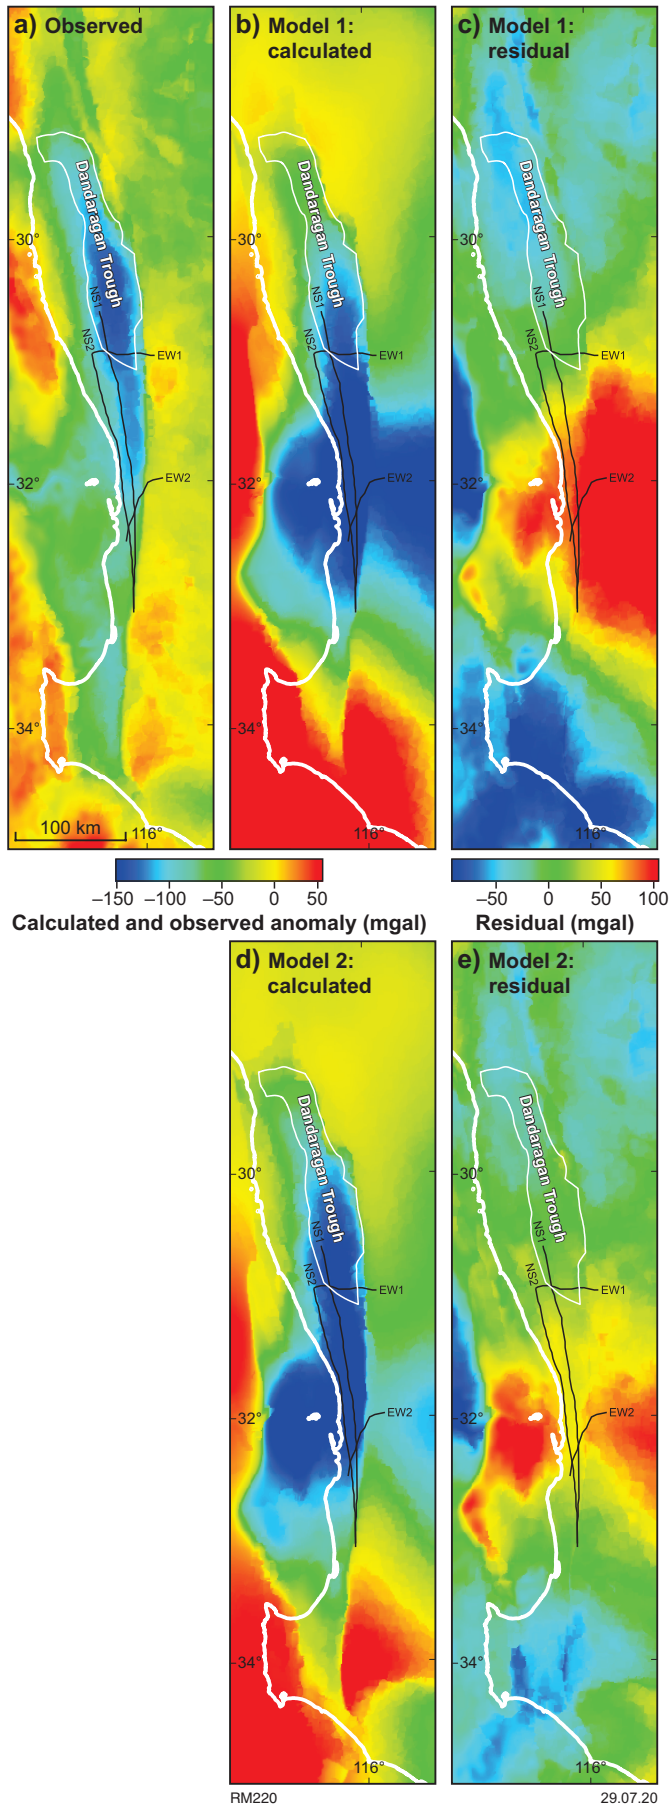 a) Observed
Dandaragan Trough
NS1
NS2
EW1
EW2
30°
32°
34°
100 km
116°
b) Model 1:
calculated
Dandaragan Trough
NS1
NS2
EW1
EW2
30°
32°
34°
116°
c) Model 1:
residual
Dandaragan Trough
NS1
NS2
EW1
EW2
30°
32°
34°
116°
–150 –100 –50 0 50
Calculated and observed anomaly (mgal)
–50 0 50 100
Residual (mgal)
d) Model 2:
calculated
Dandaragan Trough
NS1
NS2
EW1
EW2
30°
32°
34°
116°
e) Model 2:
residual
Dandaragan Trough
NS1
NS2
EW1
EW2
30°
32°
34°
116°
RM220
29.07.20